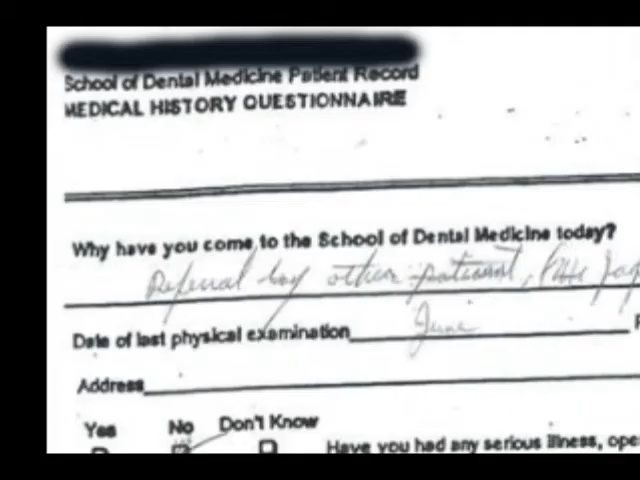 School of Dental Medicine Patient Record
MEDICAL HISTORY QUESTIONNAIRE
Why have you come to the School of Dental Medicine today?
Referral by other patient,
Date of last physical examination June
Address
Yes No Don't Know
Have you had any serious illness, ope